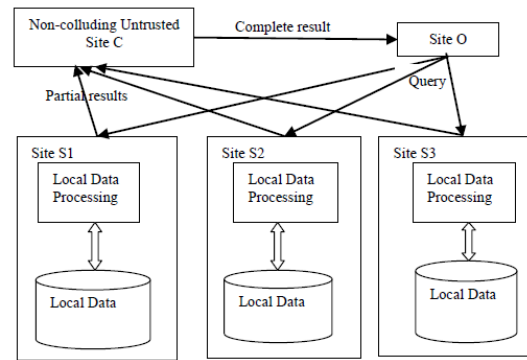 Non-colluding Untrusted
Site C
Complete result
Site O
Partial results
Query
Site S1
Local Data
Processing
Local Data
Site S2
Local Data
Processing
Local Data
Site S3
Local Data
Processing
Local Data